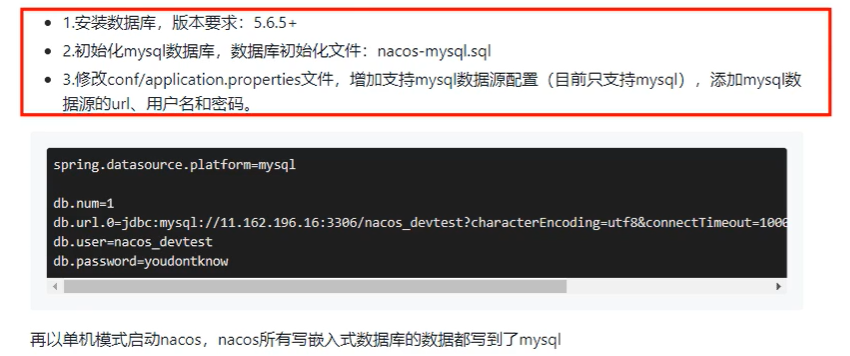 1.安装数据库，版本要求：5.6.5+
2.初始化mysql数据库，数据库初始化文件：nacos-mysql.sql
3.修改conf/application.properties文件，增加支持mysql数据源配置（目前只支持mysql），添加mysql数
据源的url、用户名和密码。
spring.datasource.platform=mysql
db.num=1
db.url.0=jdbc:mysql://11.162.196.16:3306/nacos_devtest?characterEncoding=utf8&connectTimeout=1000
db.user=nacos_devtest
db.password=youdontknow
再以单机模式启动nacos，nacos所有写嵌入式数据库的数据都写到了mysql